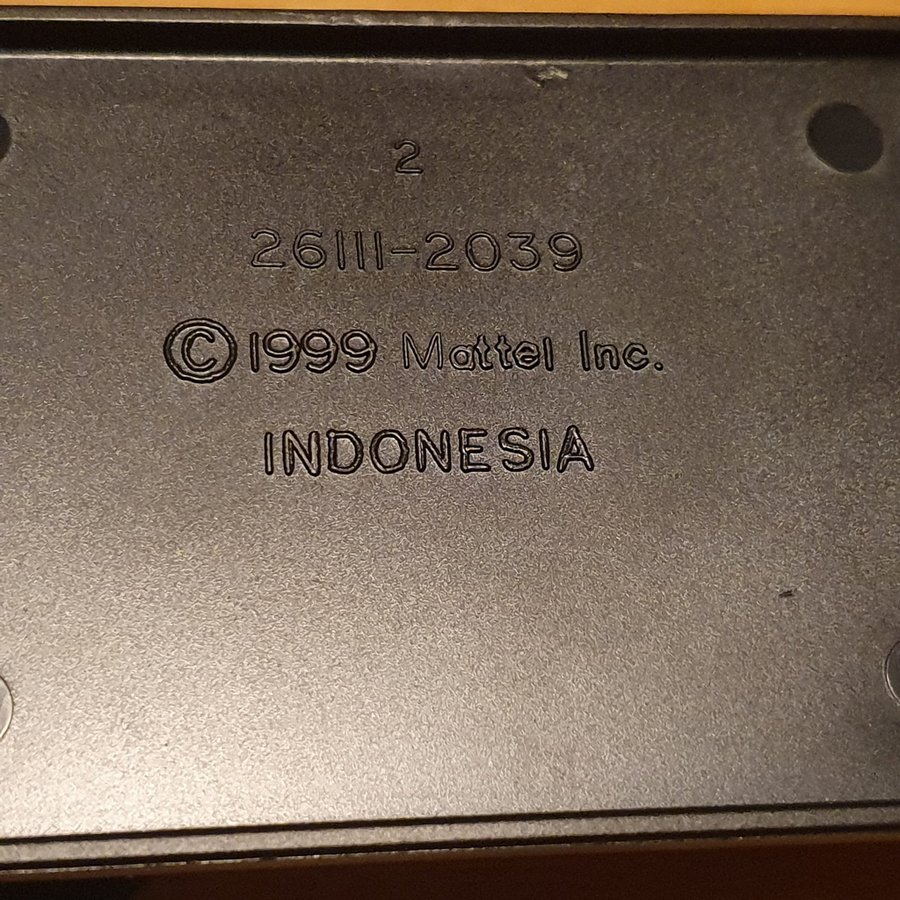 2
26111-2039
©1999 Mattel Inc.
INDONESIA